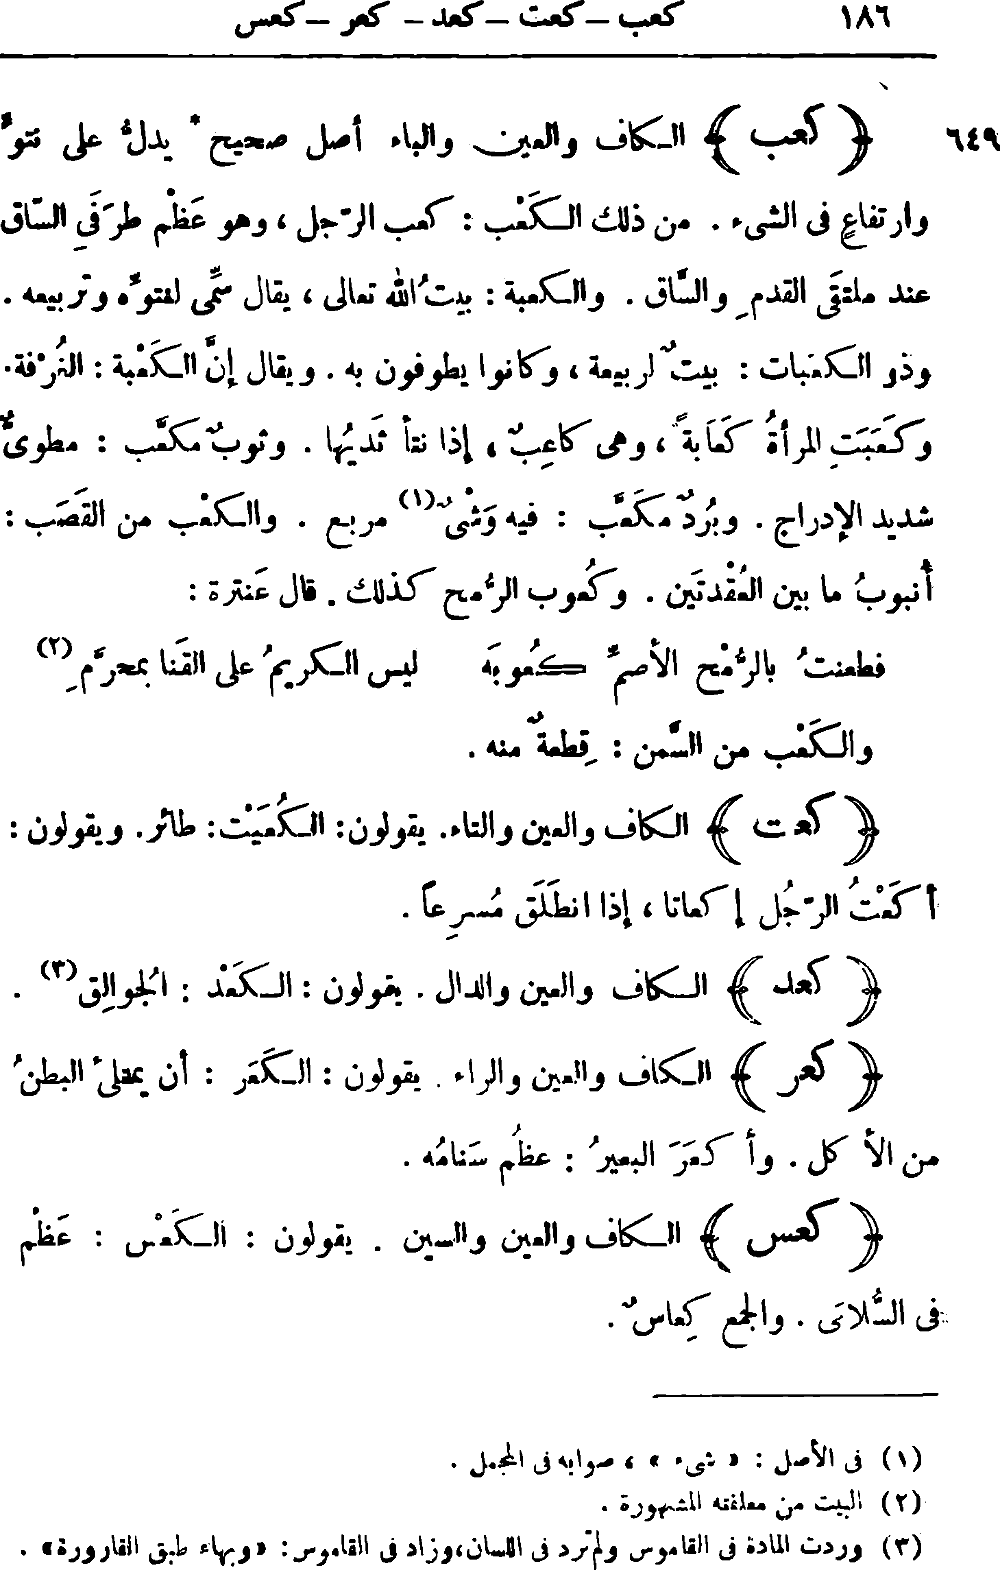 ١٨٦ كعب – كعت – كعد – كعر – كعس
٦٤٩ ﴿ كعب ﴾ الكاف والعين والباء أصل صحيح يدلُّ على نتوٍّ
وارتفاعٍ فى الشىء . من ذلك الكَعْب : كعب الرّجل ، وهو عَظْم طرَفَىِ السّاق
عند ملتقَى القدمِ والسَّاق . والكعبة : بيتُ الله تعالى ، يقال سمِّى لنتوِّه وتربيعه .
وذو الكعَبات : بيتٌ لربيعة ، وكانوا يطوفون به . ويقال إنَّ الكَعْبة : الغُرْفة .
وكَعَبَتِ المرأةُ كَعَابةً ، وهى كاعِبٌ ، إذا نتأ ثَديُها . وثوبٌ مكعَّب : مطوىٌّ
شديد الإدراج . وبُردٌ مكعَّب : فيه وَشْىٌ(١) مربع . والكعْب من القَصَب :
أُنبوبُ ما بين العُقْدتَين . وكُعوب الرُّمح كذلك . قال عَنترة :
فطعنتُ بالرُّمْح الأصمِّ كُعُوبَه ليس الكريمُ على القَنا بمحرَّمِ(٢)
والكَعْب من السَّمن : قِطعةٌ منه .
﴿ كعت ﴾ الكاف والعين والتاء. يقولون: الكُعَيْت: طائر. ويقولون :
أكَعْتُ الرّجُل إكعاتا ، إذا انطَلَق مُسرِعاً .
﴿ كعد ﴾ الكاف والعين والدال . يقولون : الكَعْد : الجُوالِق(٣) .
﴿ كعر ﴾ الكاف والعين والراء . يقولون : الكَعَر : أن يمتلئَ البطنُ
من الأكل . وأكعَرَ البعيرُ : عظُم سَنامُه .
﴿ كعس ﴾ الكاف والعين والسين . يقولون : الكَعْس : عَظْم
فى السُّلامَى . والجمع كِعاسٌ .
(١) فى الأصل : « شىء » ، صوابه فى المجمل .
(٢) البيت من معلقته المشهورة .
(٣) وردت المادة فى القاموس ولم ترد فى اللسان،وزاد فى القاموس: «وبهاء طبق القارورة» .